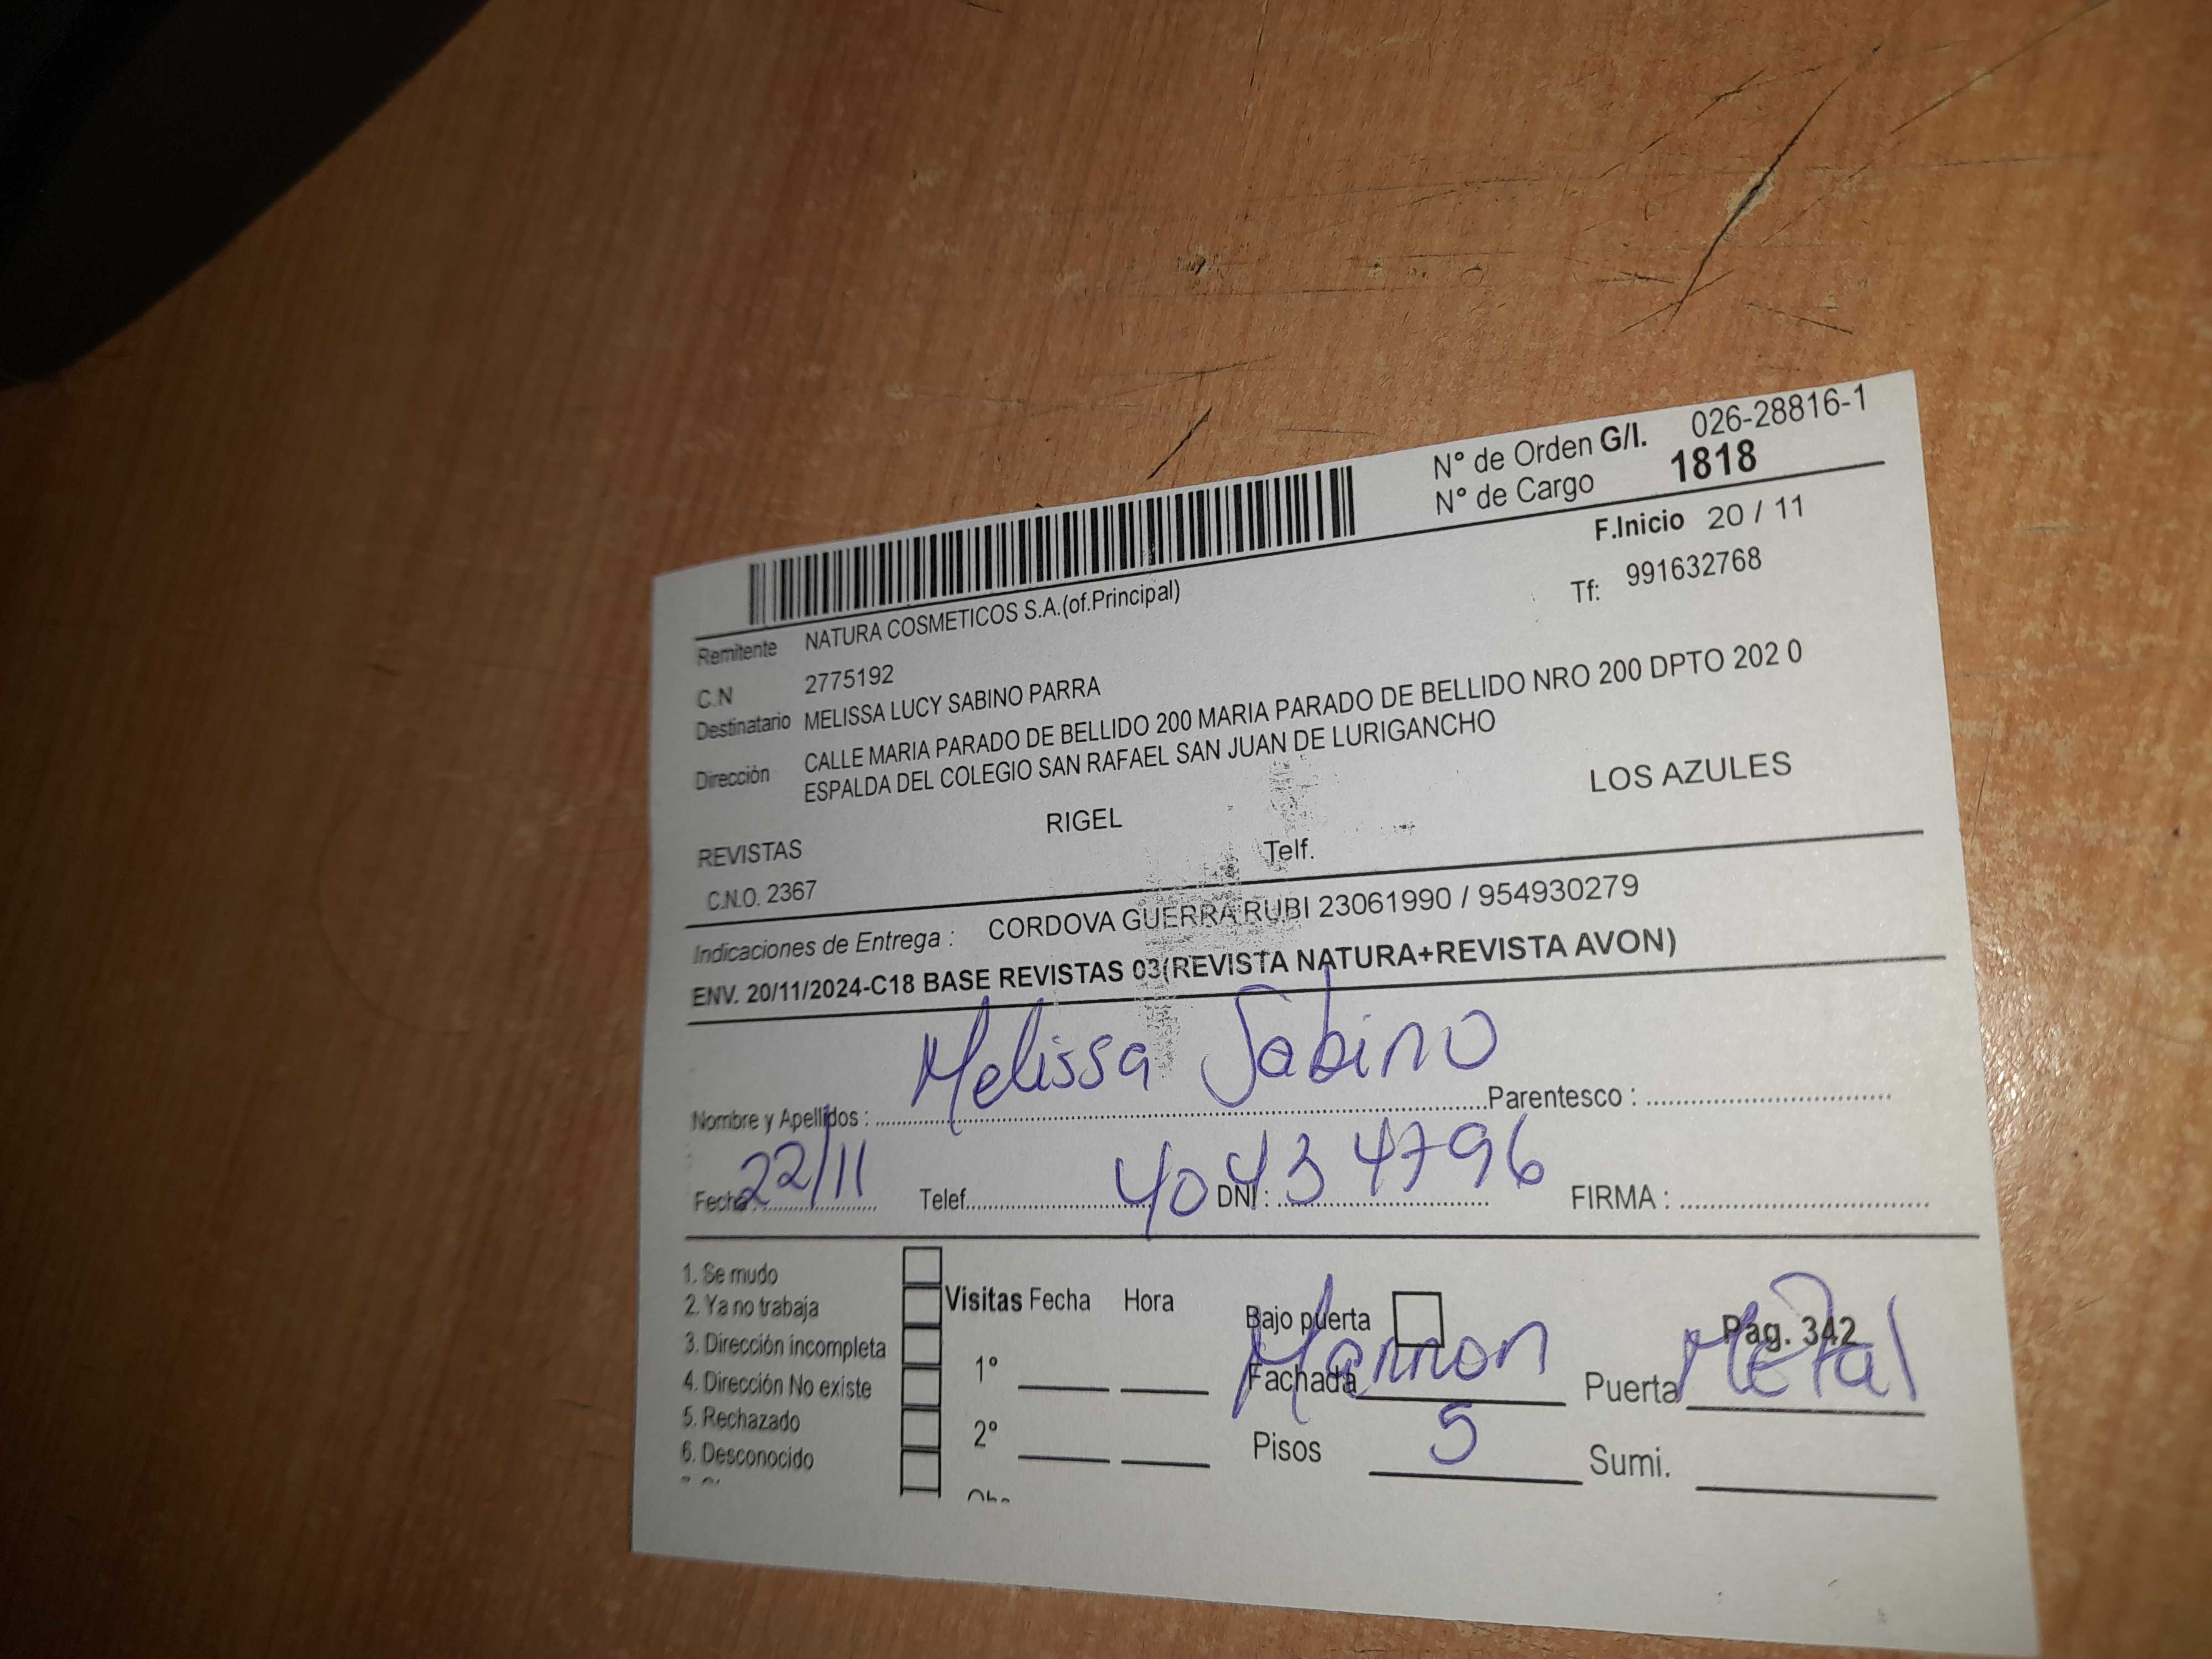 N° de Orden G/I. 026-28816-1
N° de Cargo 1818
F.Inicio 20 / 11
Remitente NATURA COSMETICOS S.A.(of.Principal) Tf: 991632768
C.N 2775192
Destinatario MELISSA LUCY SABINO PARRA
Dirección CALLE MARIA PARADO DE BELLIDO 200 MARIA PARADO DE BELLIDO NRO 200 DPTO 202 0
ESPALDA DEL COLEGIO SAN RAFAEL SAN JUAN DE LURIGANCHO
REVISTAS RIGEL LOS AZULES
C.N.O. 2367 Telf.
Indicaciones de Entrega : CORDOVA GUERRA RUBI 23061990 / 954930279
ENV. 20/11/2024-C18 BASE REVISTAS 03(REVISTA NATURA+REVISTA AVON)
Nombre y Apellidos : Melissa Sabino Parentesco :
Fecha : 22/11 Telef. DNI : 40434796 FIRMA :
1. Se mudo
2. Ya no trabaja Visitas Fecha Hora Bajo puerta Pag. 342
3. Dirección incompleta
4. Dirección No existe 1° Fachada Marron Puerta Metal
5. Rechazado
6. Desconocido 2° Pisos 5 Sumi.